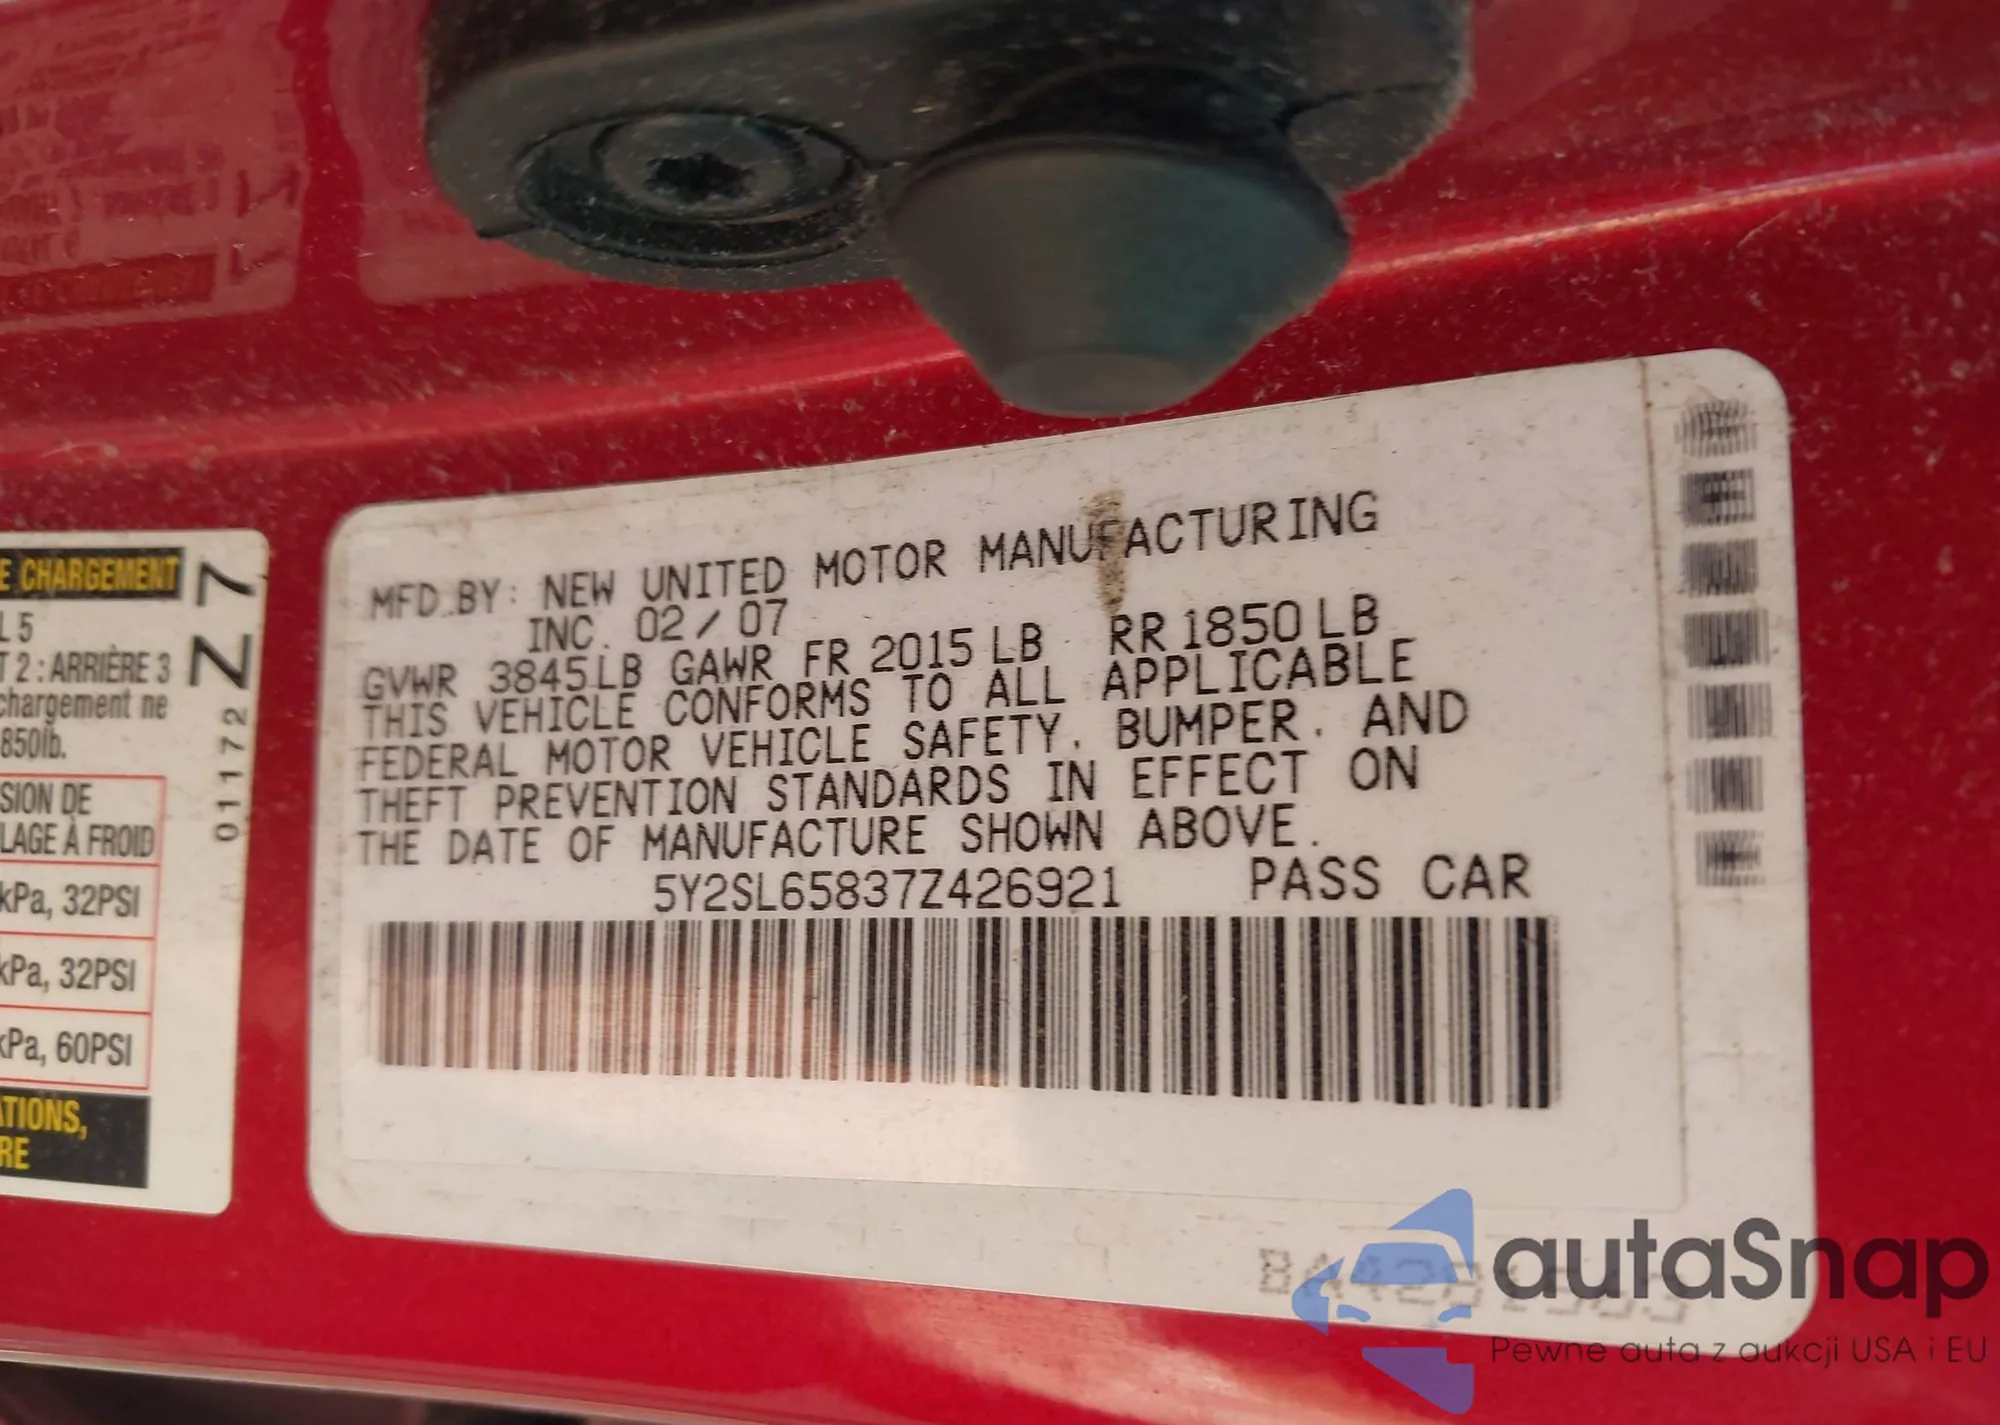 E CHARGEMENT
L 5
T 2 : ARRIÈRE 3
chargement ne
850lb.
SION DE
LAGE À FROID
kPa, 32PSI
kPa, 32PSI
kPa, 60PSI
ATIONS,
RE
Z 7
01172
MFD.BY: NEW UNITED MOTOR MANUFACTURING
INC. 02/07
GVWR 3845LB GAWR FR 2015 LB RR 1850 LB
THIS VEHICLE CONFORMS TO ALL APPLICABLE
FEDERAL MOTOR VEHICLE SAFETY, BUMPER, AND
THEFT PREVENTION STANDARDS IN EFFECT ON
THE DATE OF MANUFACTURE SHOWN ABOVE.
5Y2SL65837Z426921 PASS CAR
autaSnap
Pewne auta z aukcji USA i EU